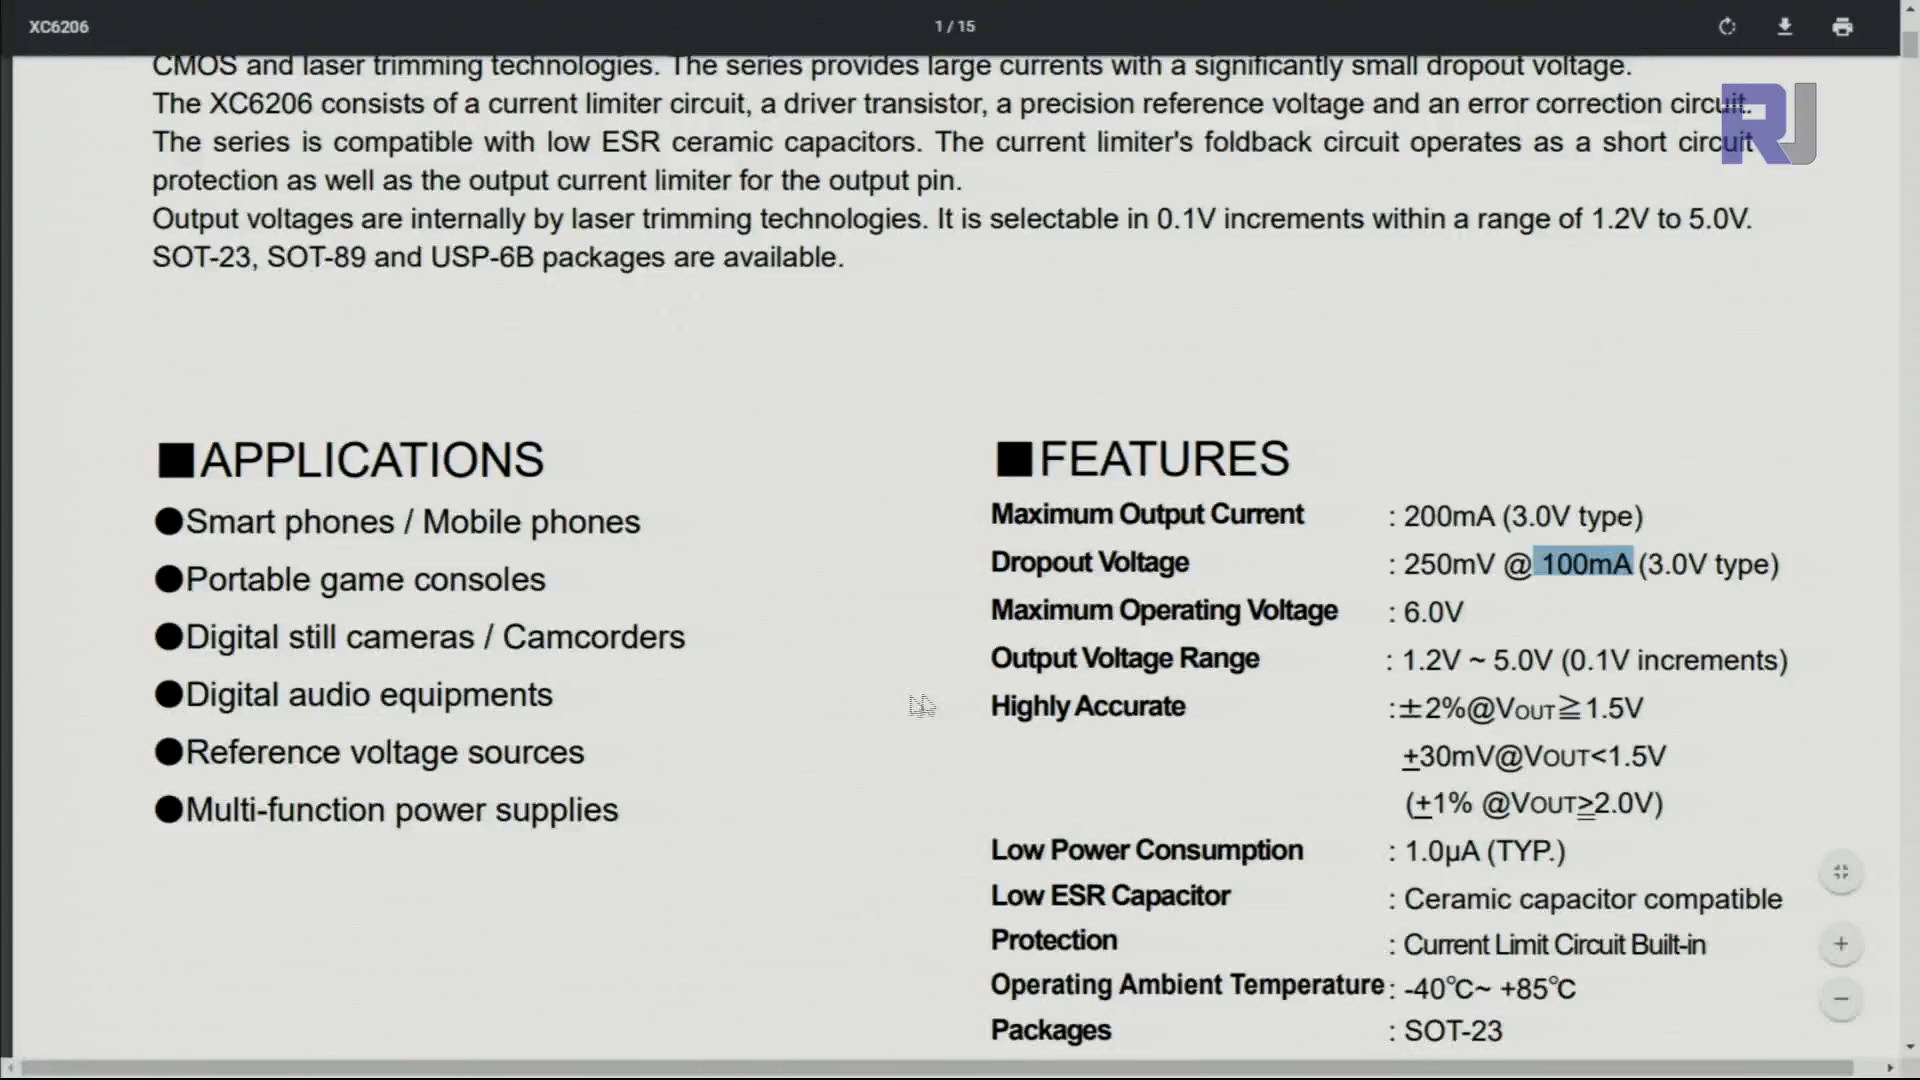 XC6206
1 / 15
CMOS and laser trimming technologies. The series provides large currents with a significantly small dropout voltage.
The XC6206 consists of a current limiter circuit, a driver transistor, a precision reference voltage and an error correction circuit.
The series is compatible with low ESR ceramic capacitors. The current limiter's foldback circuit operates as a short circuit
protection as well as the output current limiter for the output pin.
Output voltages are internally by laser trimming technologies. It is selectable in 0.1V increments within a range of 1.2V to 5.0V.
SOT-23, SOT-89 and USP-6B packages are available.
RJ
■APPLICATIONS
●Smart phones / Mobile phones
●Portable game consoles
●Digital still cameras / Camcorders
●Digital audio equipments
●Reference voltage sources
●Multi-function power supplies
■FEATURES
Maximum Output Current : 200mA (3.0V type)
Dropout Voltage : 250mV @ 100mA (3.0V type)
Maximum Operating Voltage : 6.0V
Output Voltage Range : 1.2V ~ 5.0V (0.1V increments)
Highly Accurate :±2%@VOUT≧1.5V
±30mV@VOUT<1.5V
(±1% @VOUT≧2.0V)
Low Power Consumption : 1.0μA (TYP.)
Low ESR Capacitor : Ceramic capacitor compatible
Protection : Current Limit Circuit Built-in
Operating Ambient Temperature : -40℃~ +85℃
Packages : SOT-23